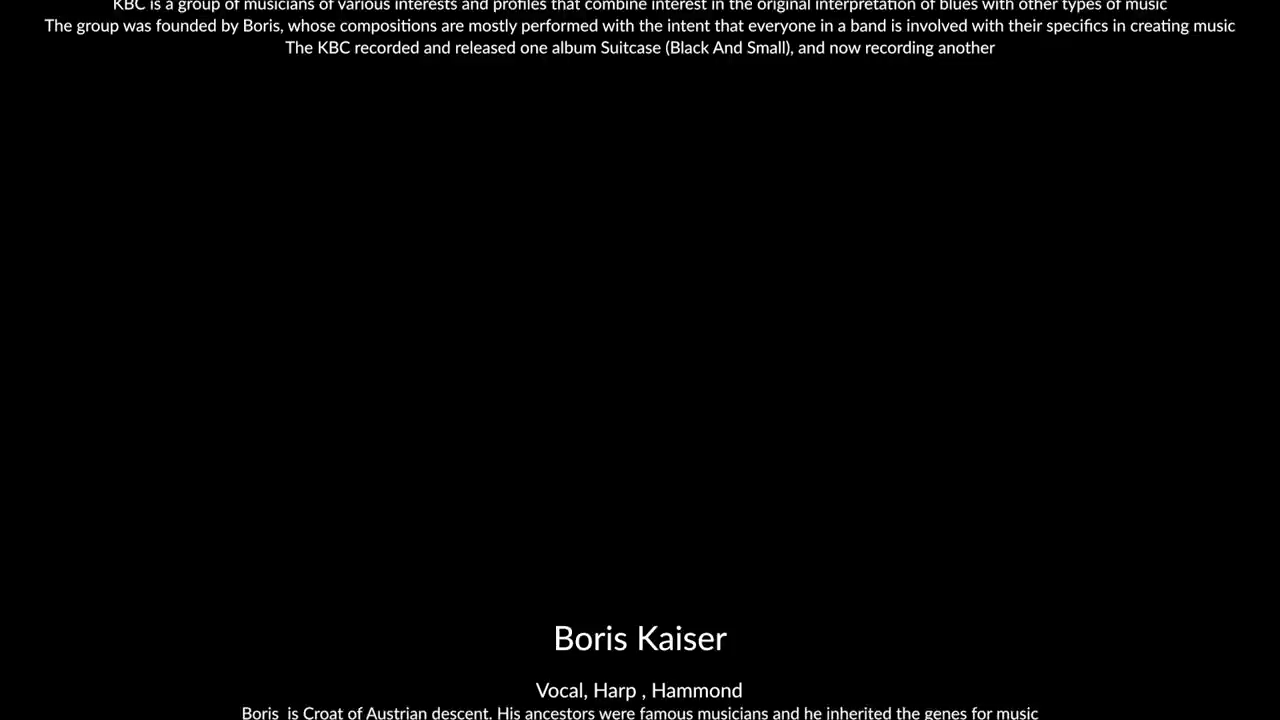 KBC is a group of musicians of various interests and profiles that combine interest in the original interpretation of blues with other types of music
The group was founded by Boris, whose compositions are mostly performed with the intent that everyone in a band is involved with their specifics in creating music
The KBC recorded and released one album Suitcase (Black And Small), and now recording another
Boris Kaiser
Vocal, Harp , Hammond
Boris  is Croat of Austrian descent. His ancestors were famous musicians and he inherited the genes for music